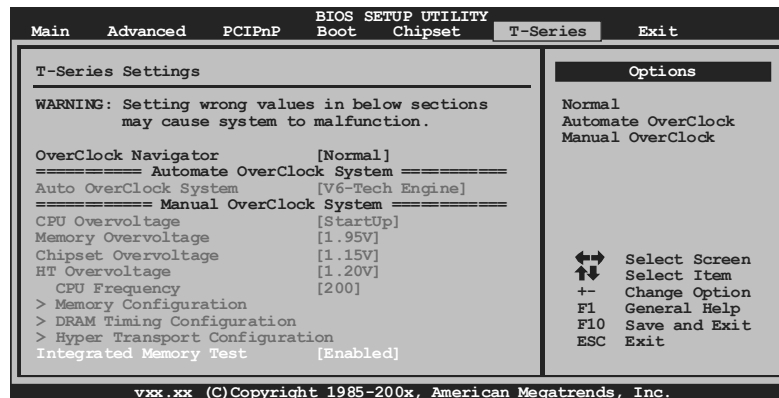 BIOS SETUP UTILITY
Main Advanced PCIPnP Boot Chipset T-Series Exit
T-Series Settings
WARNING: Setting wrong values in below sections
may cause system to malfunction.
OverClock Navigator [Normal]
=========== Automate OverClock System ===========
Auto OverClock System [V6-Tech Engine]
============ Manual OverClock System ============
CPU Overvoltage [StartUp]
Memory Overvoltage [1.95V]
Chipset Overvoltage [1.15V]
HT Overvoltage [1.20V]
CPU Frequency [200]
> Memory Configuration
> DRAM Timing Configuration
> Hyper Transport Configuration
Integrated Memory Test [Enabled]
Options
Normal
Automate OverClock
Manual OverClock
Select Screen
Select Item
+- Change Option
F1 General Help
F10 Save and Exit
ESC Exit
vxx.xx (C)Copyright 1985-200x, American Megatrends, Inc.